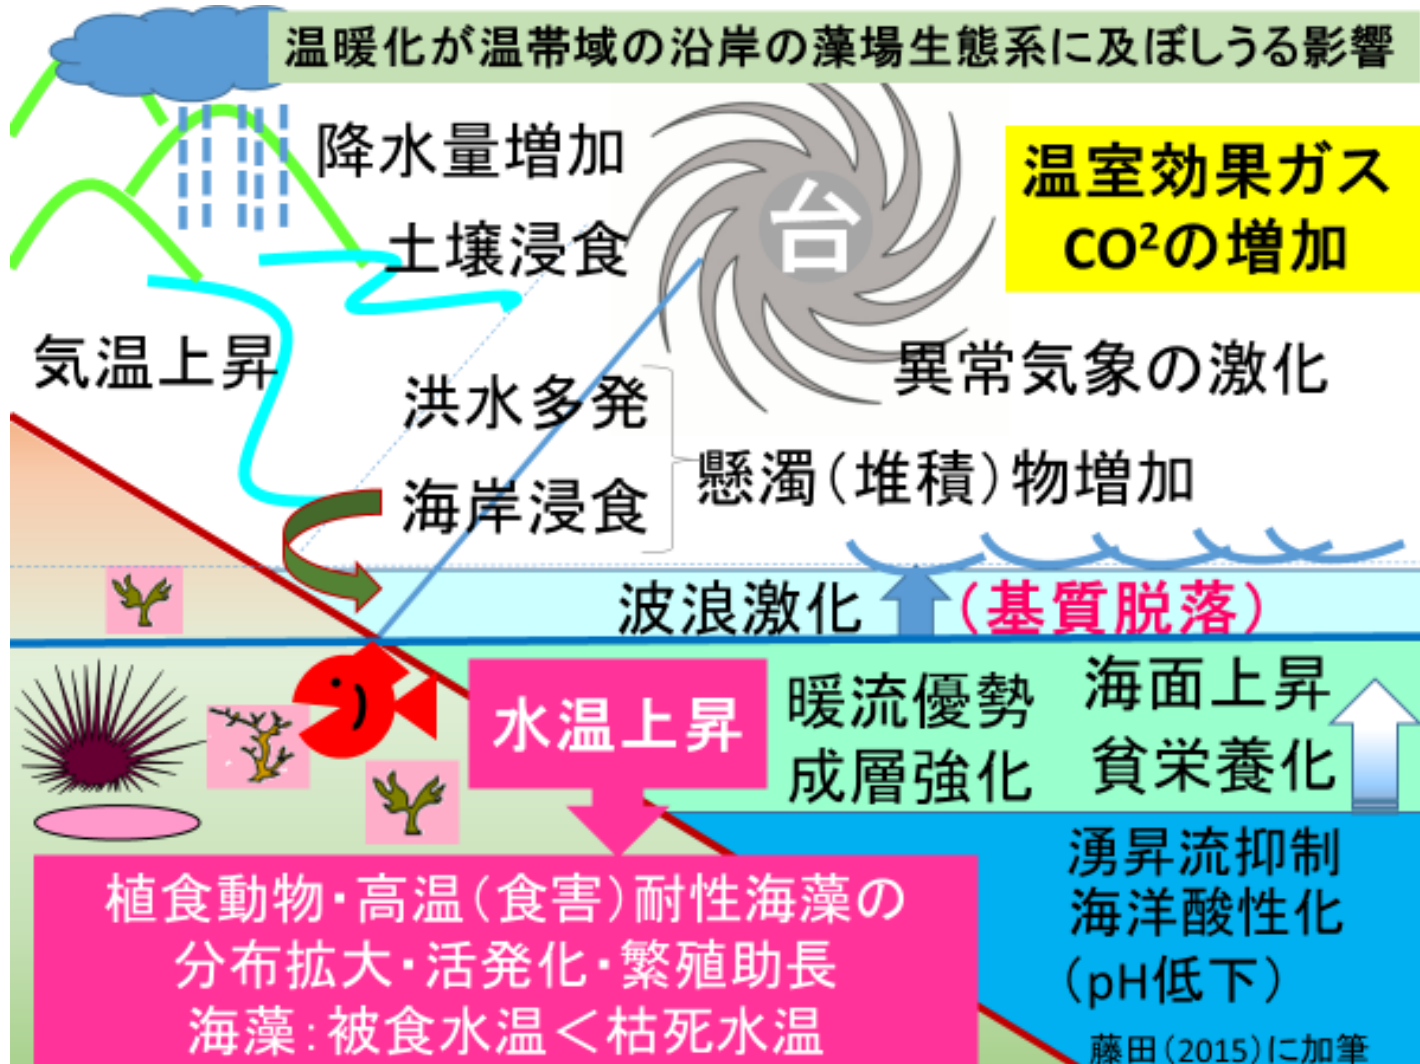 温暖化が温帯域の沿岸の藻場生態系に及ぼしうる影響
降水量増加
土壌浸食
台
温室効果ガス
CO²の増加
気温上昇
異常気象の激化
洪水多発
海岸浸食
懸濁（堆積）物増加
波浪激化
（基質脱落）
水温上昇
暖流優勢
成層強化
海面上昇
貧栄養化
植食動物・高温（食害）耐性海藻の
分布拡大・活発化・繁殖助長
海藻：被食水温＜枯死水温
湧昇流抑制
海洋酸性化
（pH低下）
藤田（2015）に加筆